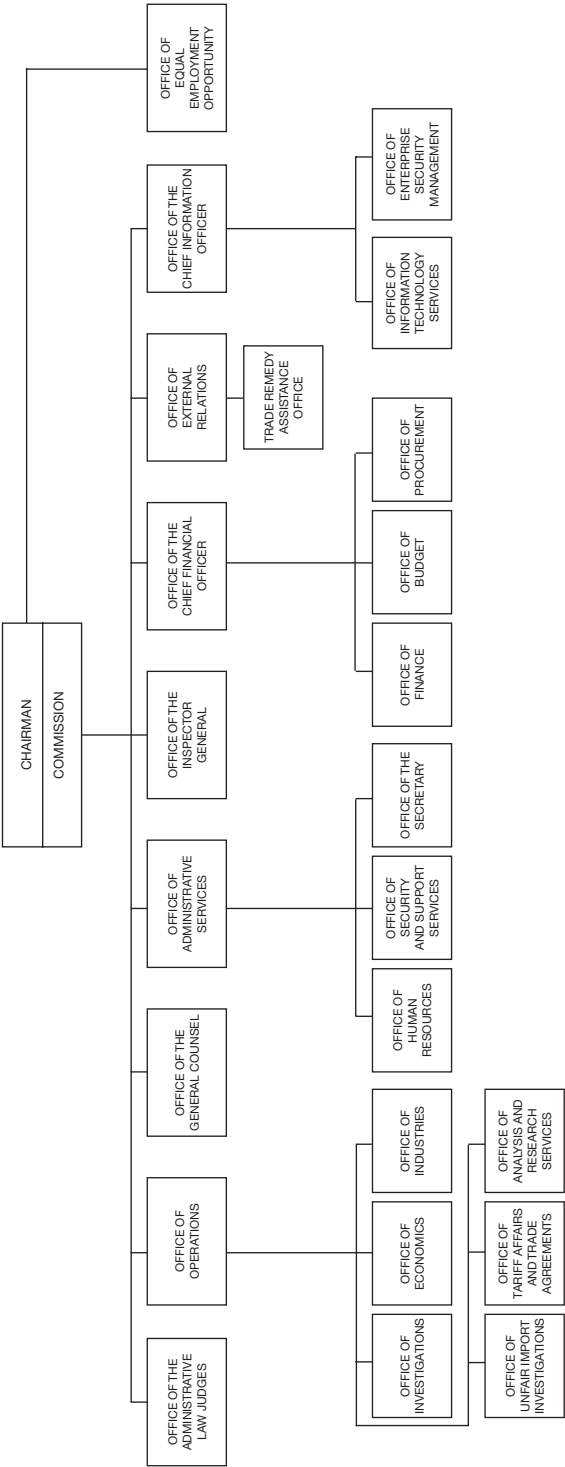 CHAIRMAN
COMMISSION
OFFICE OF THE
ADMINISTRATIVE
LAW JUDGES
OFFICE OF
OPERATIONS
OFFICE OF THE
GENERAL COUNSEL
OFFICE OF
ADMINISTRATIVE
SERVICES
OFFICE OF THE
INSPECTOR
GENERAL
OFFICE OF THE
CHIEF FINANCIAL
OFFICER
OFFICE OF
EXTERNAL
RELATIONS
OFFICE OF THE
CHIEF INFORMATION
OFFICER
OFFICE OF
EQUAL
EMPLOYMENT
OPPORTUNITY
TRADE REMEDY
ASSISTANCE
OFFICE
OFFICE OF
INVESTIGATIONS
OFFICE OF
ECONOMICS
OFFICE OF
INDUSTRIES
OFFICE OF
HUMAN
RESOURCES
OFFICE OF
SECURITY
AND SUPPORT
SERVICES
OFFICE OF THE
SECRETARY
OFFICE OF
FINANCE
OFFICE OF
BUDGET
OFFICE OF
PROCUREMENT
OFFICE OF
INFORMATION
TECHNOLOGY
SERVICES
OFFICE OF
ENTERPRISE
SECURITY
MANAGEMENT
OFFICE OF
UNFAIR IMPORT
INVESTIGATIONS
OFFICE OF
TARIFF AFFAIRS
AND TRADE
AGREEMENTS
OFFICE OF
ANALYSIS AND
RESEARCH
SERVICES